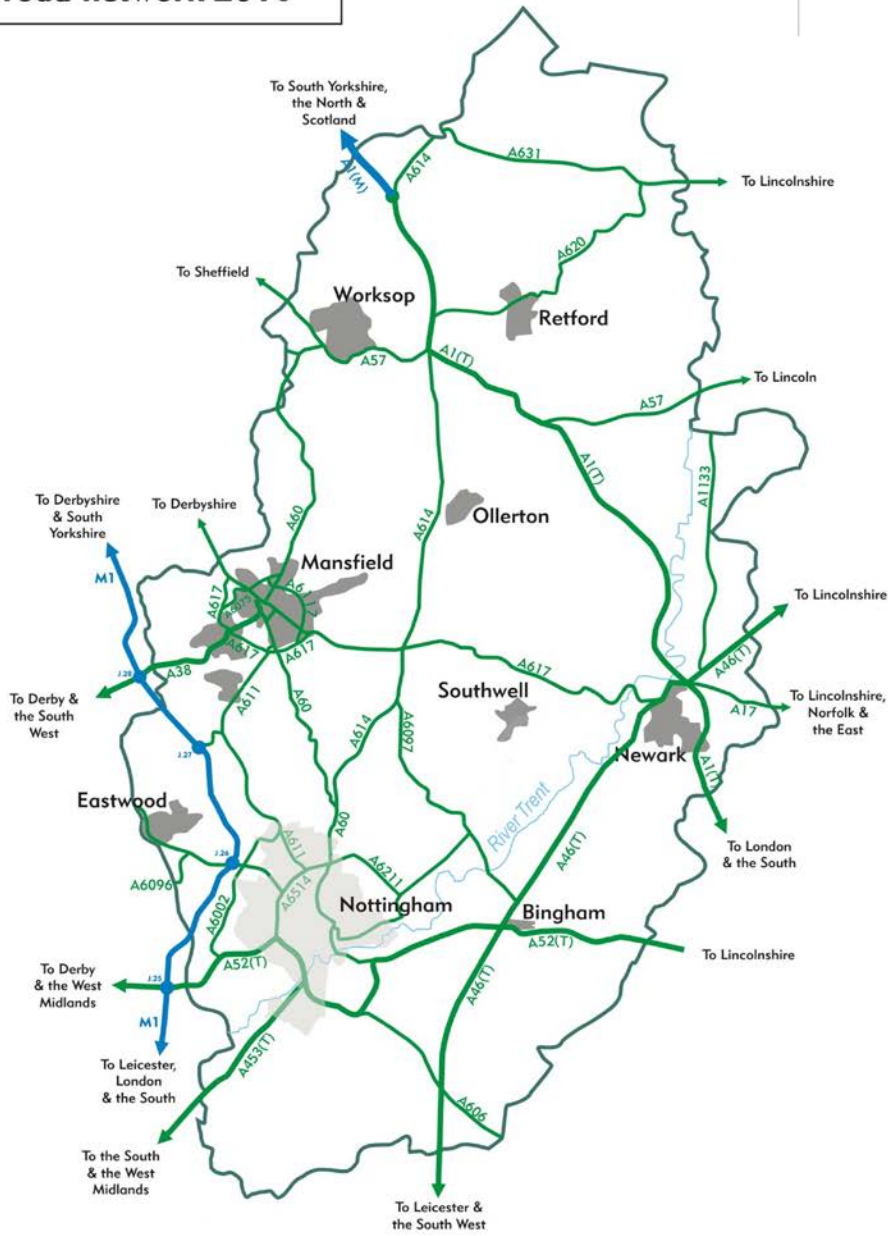 To South Yorkshire,
the North &
Scotland
A1(M)
A614
A631
To Lincolnshire
A620
To Sheffield
Worksop
Retford
A57
A1(T)
To Lincoln
A57
A1(T)
A1133
To Derbyshire
& South
Yorkshire
To Derbyshire
A60
A614
Ollerton
M1
Mansfield
A617
A6075
A617
A617
To Lincolnshire
A46(T)
J.28
A38
A617
Southwell
To Derby &
the South
West
A611
A60
A614
A6097
A17
To Lincolnshire,
Norfolk &
the East
J.27
Newark
A1(T)
Eastwood
A60
River Trent
A46(T)
To London
& the South
J.26
A611
A6211
A6096
A6514
A6002
Nottingham
Bingham
A52(T)
A52(T)
To Lincolnshire
To Derby
& the West
Midlands
J.25
A46(T)
M1
A453(T)
To Leicester,
London
& the South
A606
To the South
& the West
Midlands
To Leicester &
the South West